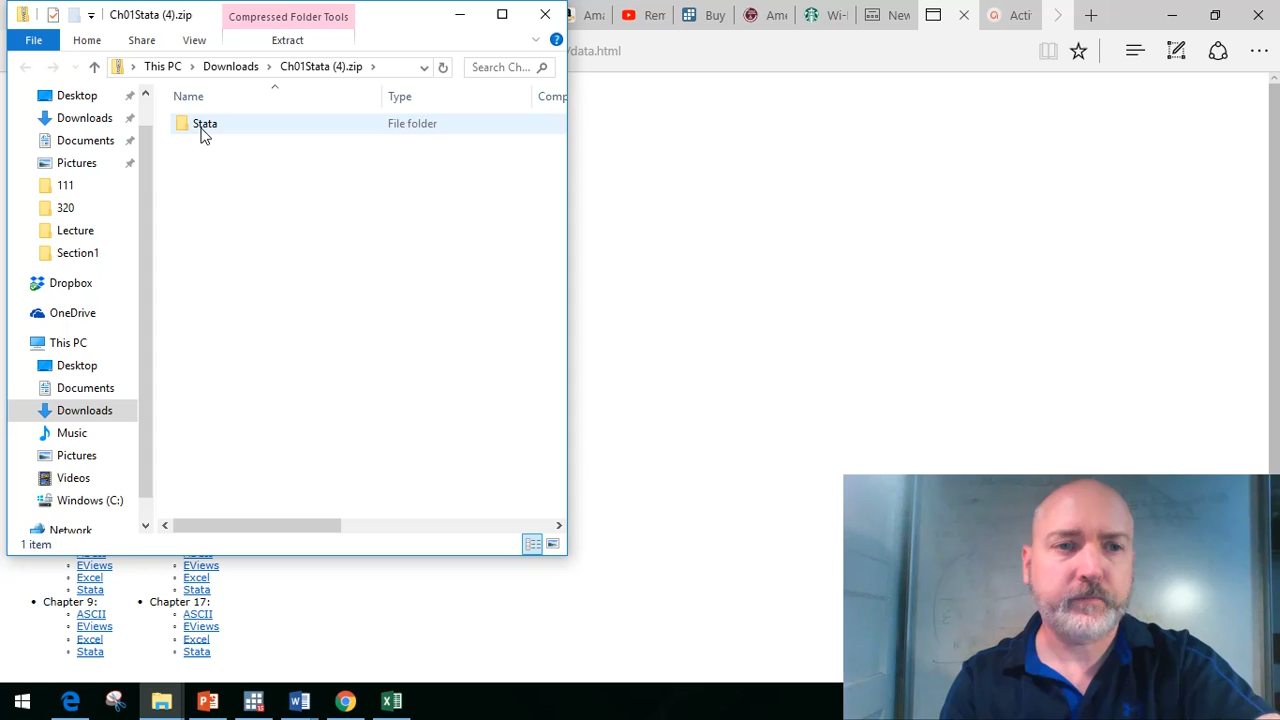 Ch01Stata (4).zip
Compressed Folder Tools
Ama
Rem
Buy
Am
Wi-F
New
Acti
File
Home
Share
View
Extract
This PC > Downloads > Ch01Stata (4).zip >
Search Ch...
/data.html
Name
Type
Comp
Desktop
Downloads
Documents
Pictures
111
320
Lecture
Section1
Dropbox
OneDrive
This PC
Desktop
Documents
Downloads
Music
Pictures
Videos
Windows (C:)
Network
Stata
File folder
1 item
EViews
EViews
Excel
Excel
Stata
Stata
• Chapter 9:
• Chapter 17:
ASCII
ASCII
EViews
EViews
Excel
Excel
Stata
Stata